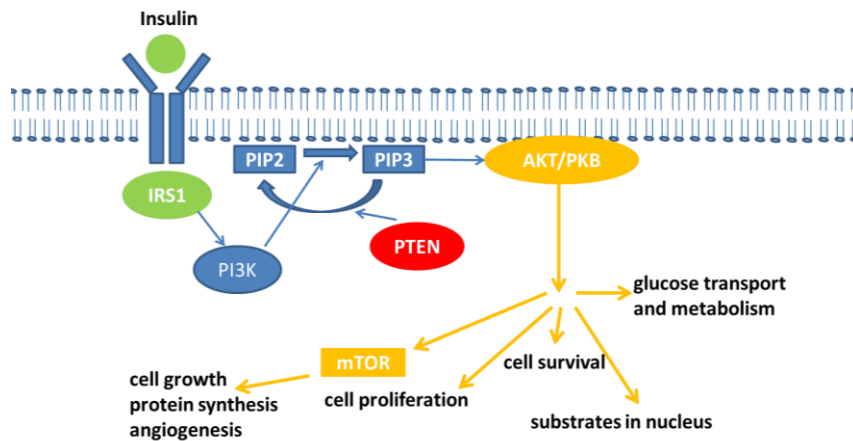 Insulin
PIP2
PIP3
AKT/PKB
IRS1
PTEN
PI3K
glucose transport
and metabolism
mTOR
cell survival
cell growth
protein synthesis
angiogenesis
cell proliferation
substrates in nucleus